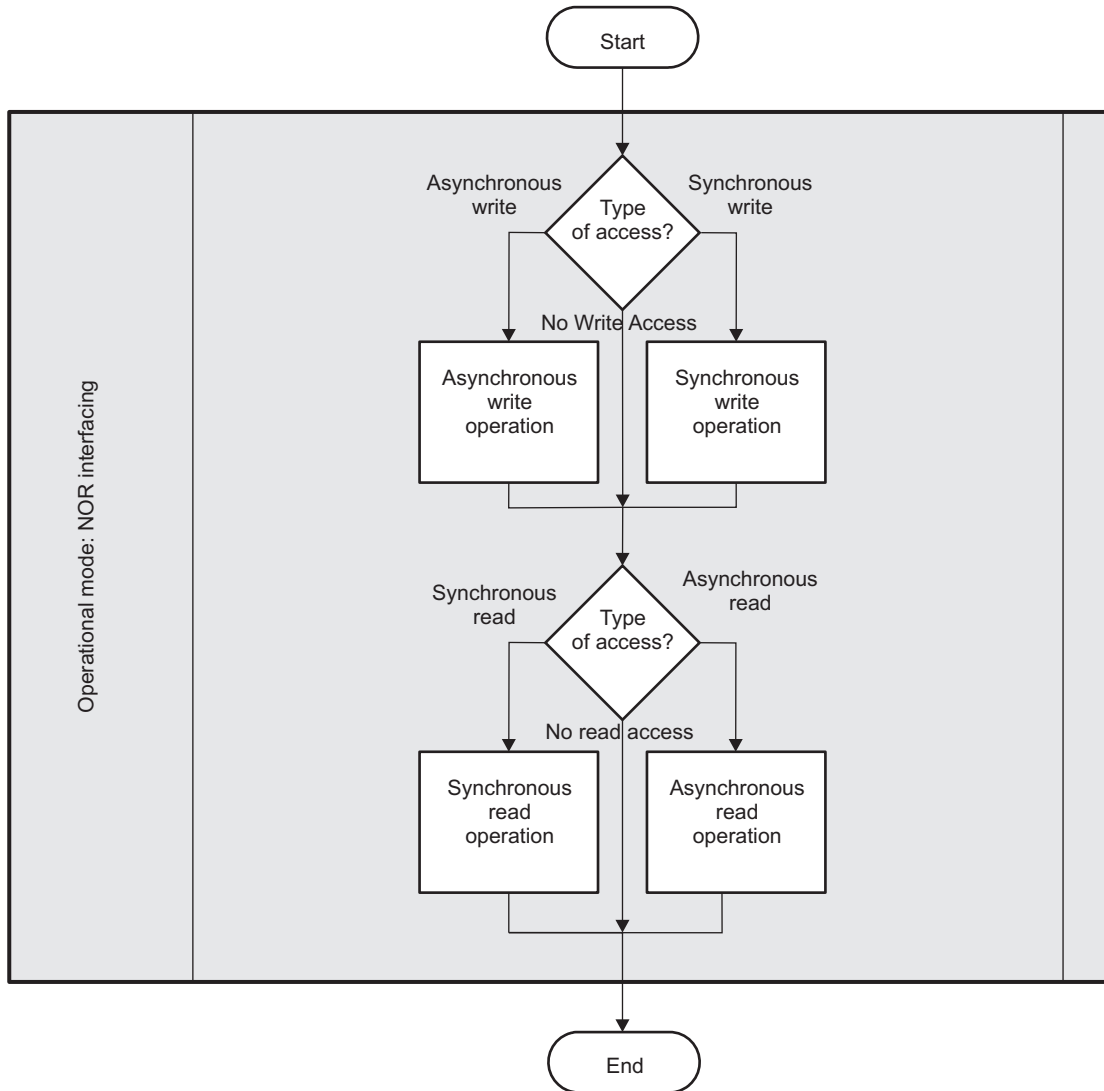 Start
Asynchronous
write
Synchronous
write
Type
of access?
No Write Access
Asynchronous
write
operation
Synchronous
write
operation
Operational mode: NOR interfacing
Synchronous
read
Asynchronous
read
Type
of access?
No read access
Synchronous
read
operation
Asynchronous
read
operation
End